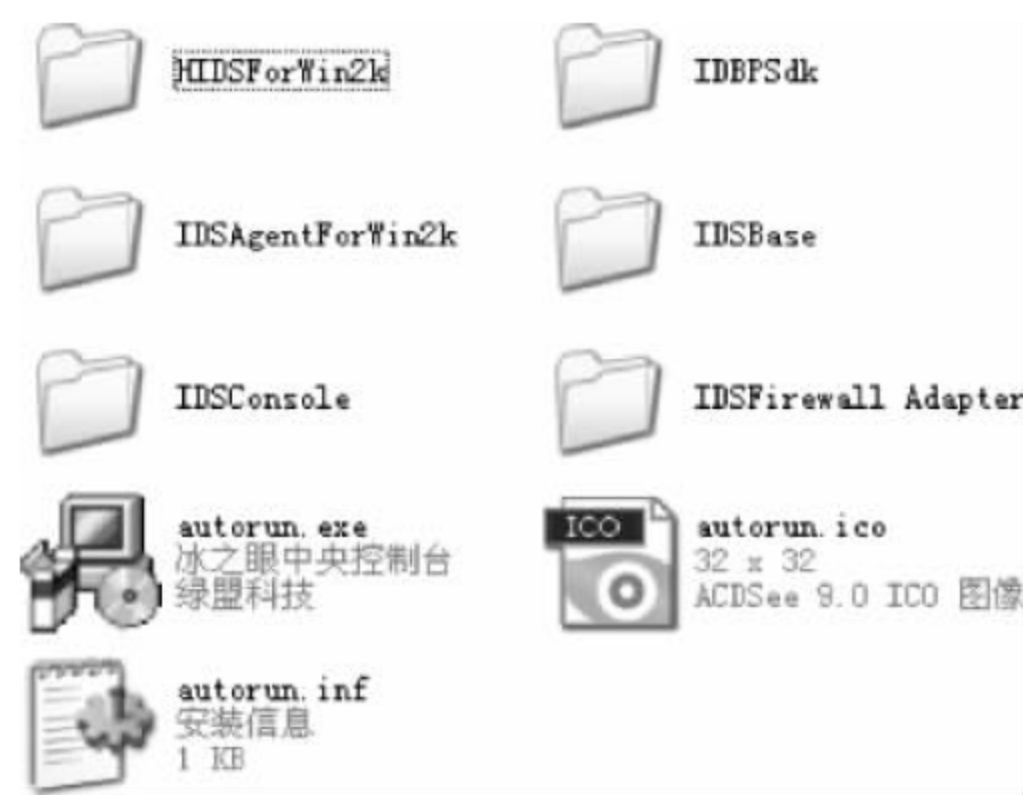 HIDSForWin2k
IDBPSdk
IDSAgentForWin2k
IDSBase
IDSConsole
IDSFirewall Adapter
autorun.exe
冰之眼中央控制台
绿盟科技
ICO
autorun.ico
32 x 32
ACDSee 9.0 ICO 图像
autorun.inf
安装信息
1 KB